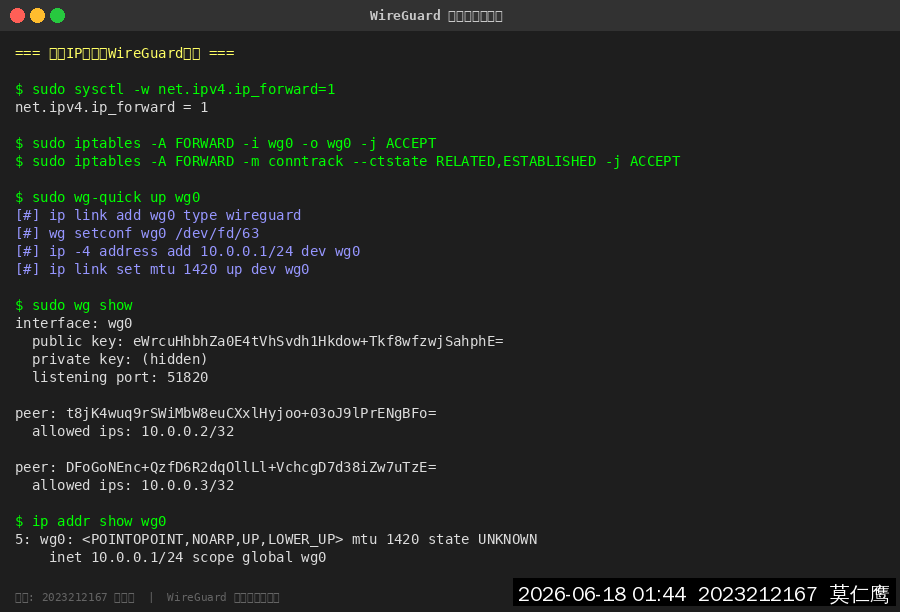 WireGuard
=== IP WireGuard ===
$ sudo sysctl -w net.ipv4.ip_forward=1
net.ipv4.ip_forward = 1
$ sudo iptables -A FORWARD -i wg0 -o wg0 -j ACCEPT
$ sudo iptables -A FORWARD -m conntrack --ctstate RELATED,ESTABLISHED -j ACCEPT
$ sudo wg-quick up wg0
[#] ip link add wg0 type wireguard
[#] wg setconf wg0 /dev/fd/63
[#] ip -4 address add 10.0.0.1/24 dev wg0
[#] ip link set mtu 1420 up dev wg0
$ sudo wg show
interface: wg0
public key: eWrcuHhbhZa0E4tVhSvdh1Hkdow+Tkf8wfzwjSahphE=
private key: (hidden)
listening port: 51820
peer: t8jK4wuq9rSWiMbW8euCXxlHyjoo+03oJ9lPrENgBFo=
allowed ips: 10.0.0.2/32
peer: DFoGoNEnc+QzfD6R2dqOllLl+VchcgD7d38iZw7uTzE=
allowed ips: 10.0.0.3/32
$ ip addr show wg0
5: wg0: <POINTOPOINT,NOARP,UP,LOWER_UP> mtu 1420 state UNKNOWN
inet 10.0.0.1/24 scope global wg0
: 2023212167 | WireGuard
2026-06-18 01:44 2023212167 莫仁鹰